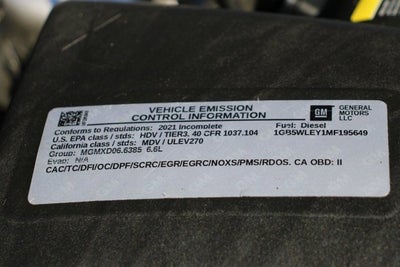 VEHICLE EMISSION
CONTROL INFORMATION
GM
GENERAL
MOTORS
LLC
Conforms to Regulations: 2021 Incomplete
Fuel: Diesel
U.S. EPA class / stds: HDV / TIER3. 40 CFR 1037.104
1GB5WLEY1MF195649
California class / stds: MDV / ULEV270
Group: MGMXD06.6385 6.6L
Evap: N/A
CAC/TC/DFI/OC/DPF/SCRC/EGR/EGRC/NOXS/PMS/RDOS. CA OBD: II